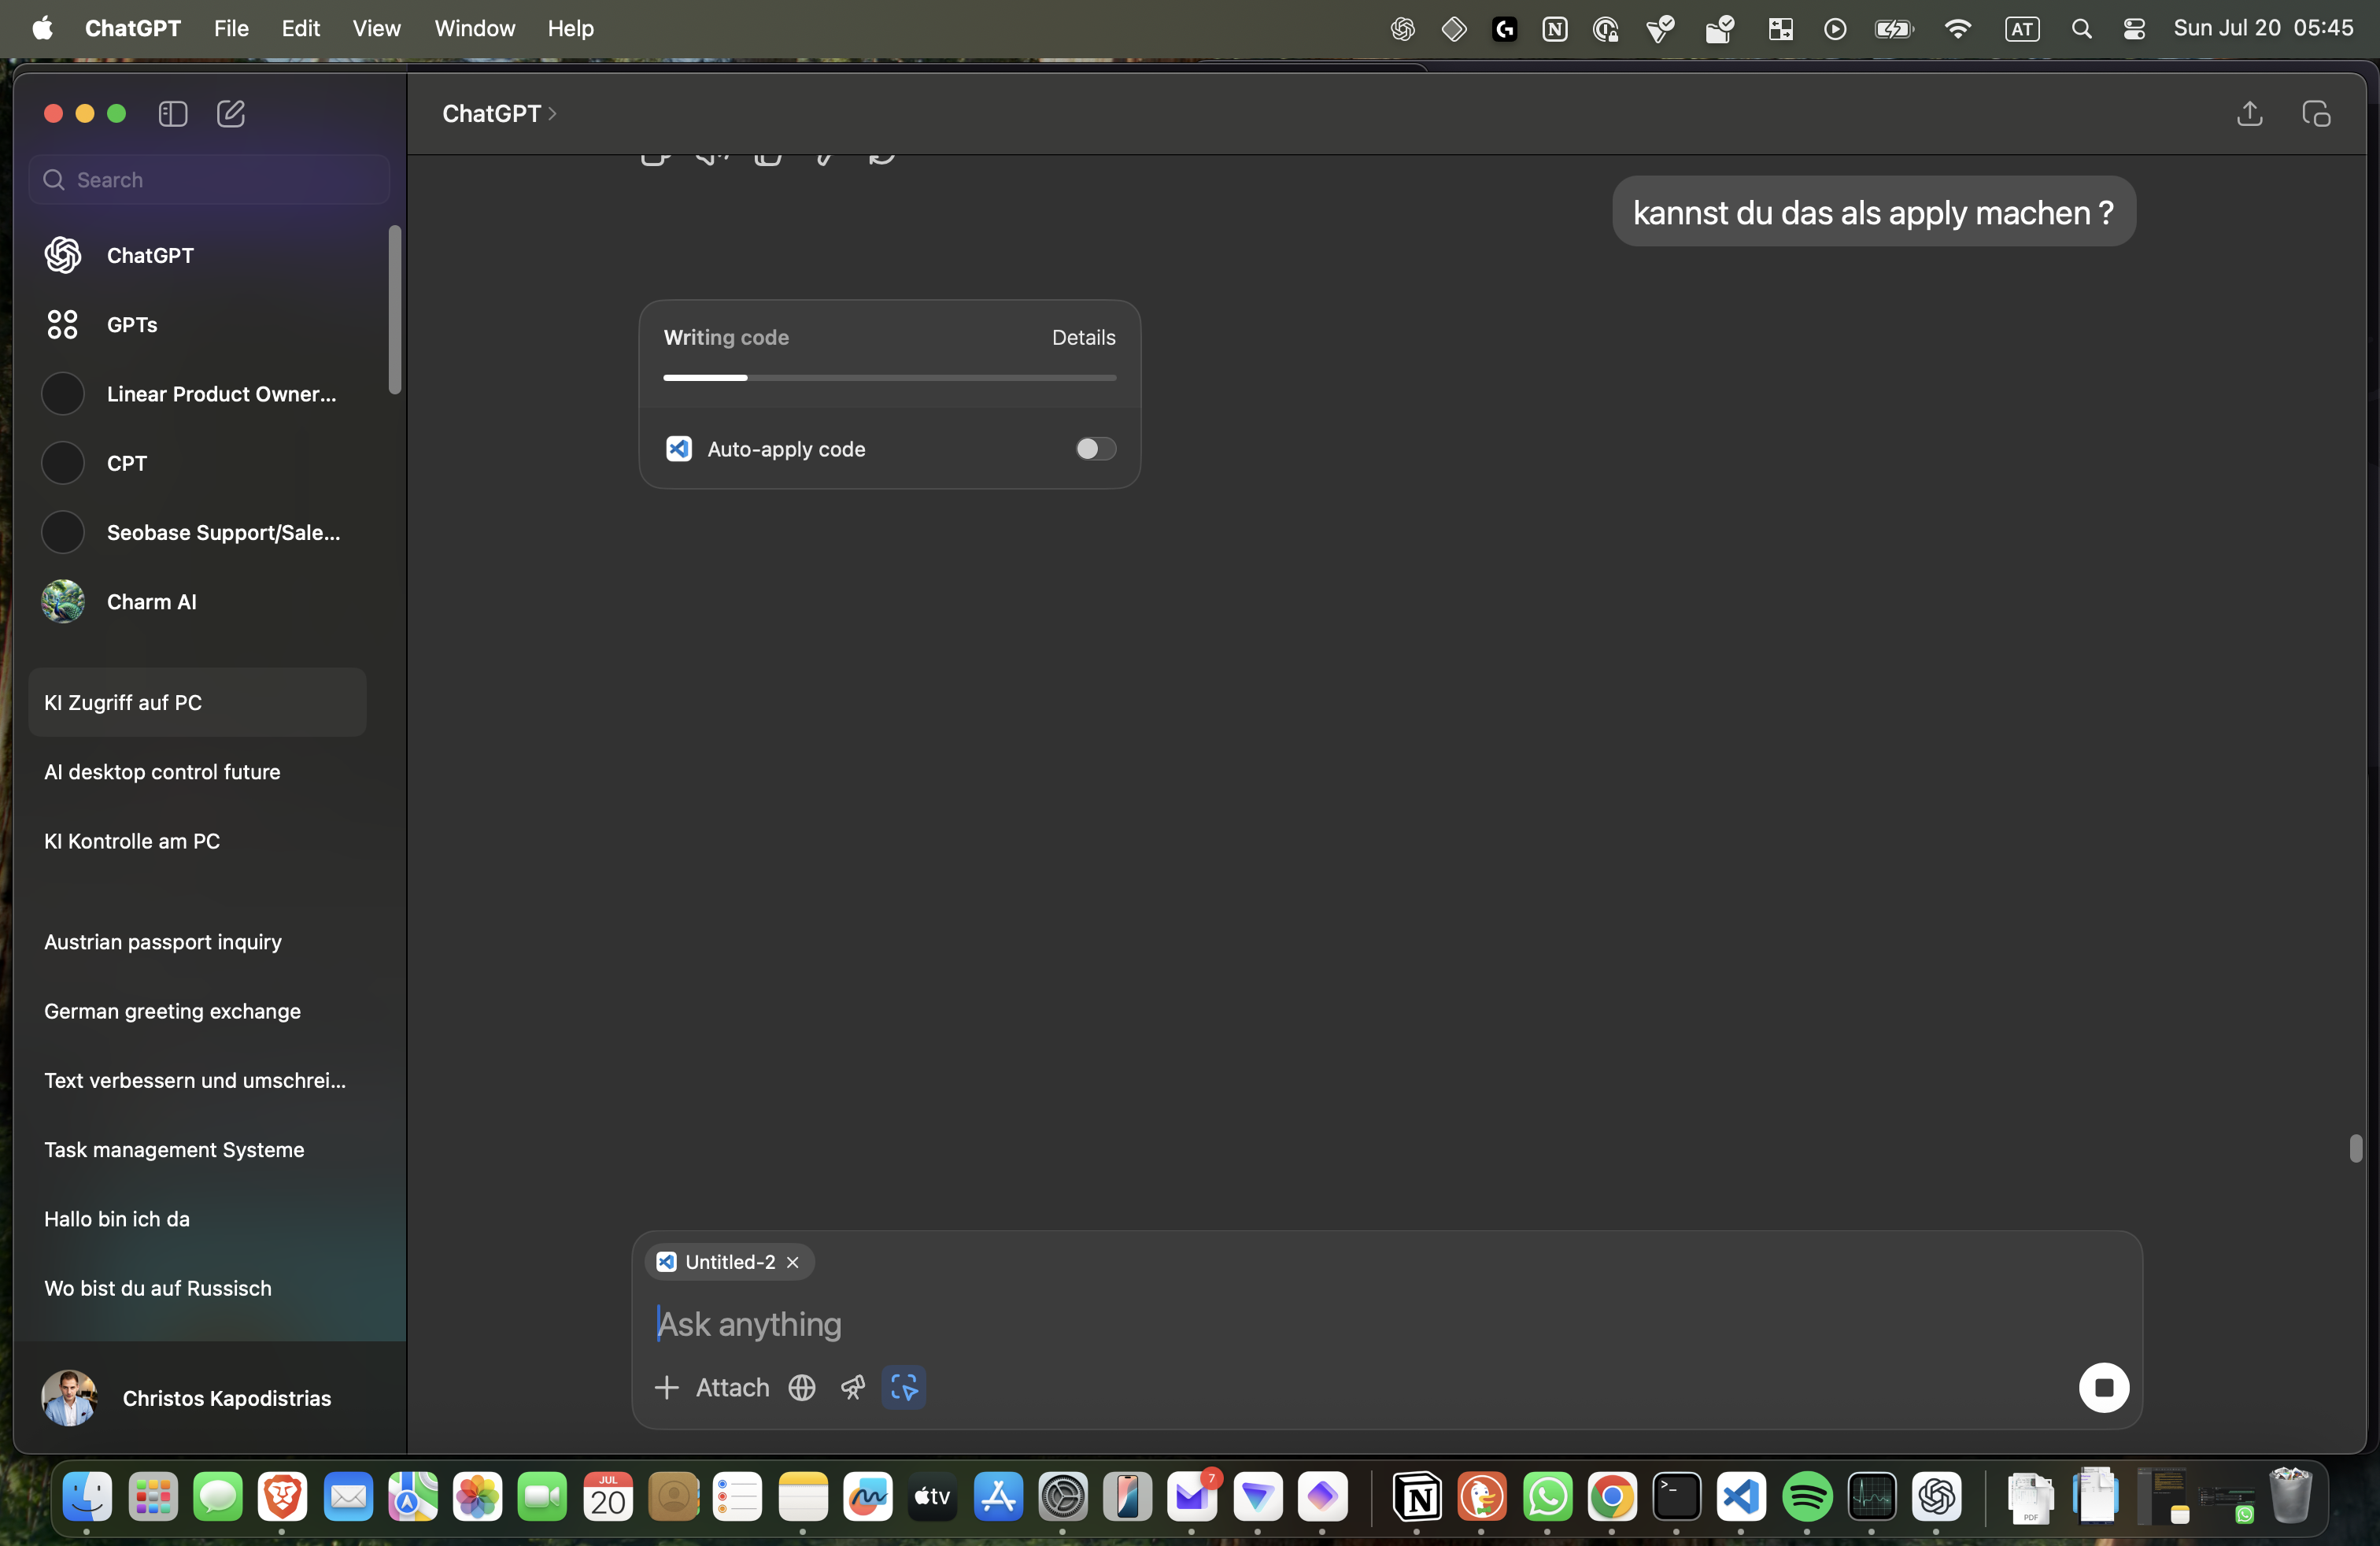 ChatGPT File Edit View Window Help AT Sun Jul 20 05:45
ChatGPT
Search
ChatGPT
GPTs
Linear Product Owner...
CPT
Seobase Support/Sale...
Charm AI
KI Zugriff auf PC
AI desktop control future
KI Kontrolle am PC
Austrian passport inquiry
German greeting exchange
Text verbessern und umschrei...
Task management Systeme
Hallo bin ich da
Wo bist du auf Russisch
Christos Kapodistrias
kannst du das als apply machen ?
Writing code Details
Auto-apply code
Untitled-2
Ask anything
Attach
JUL
20
tv
7
PDF